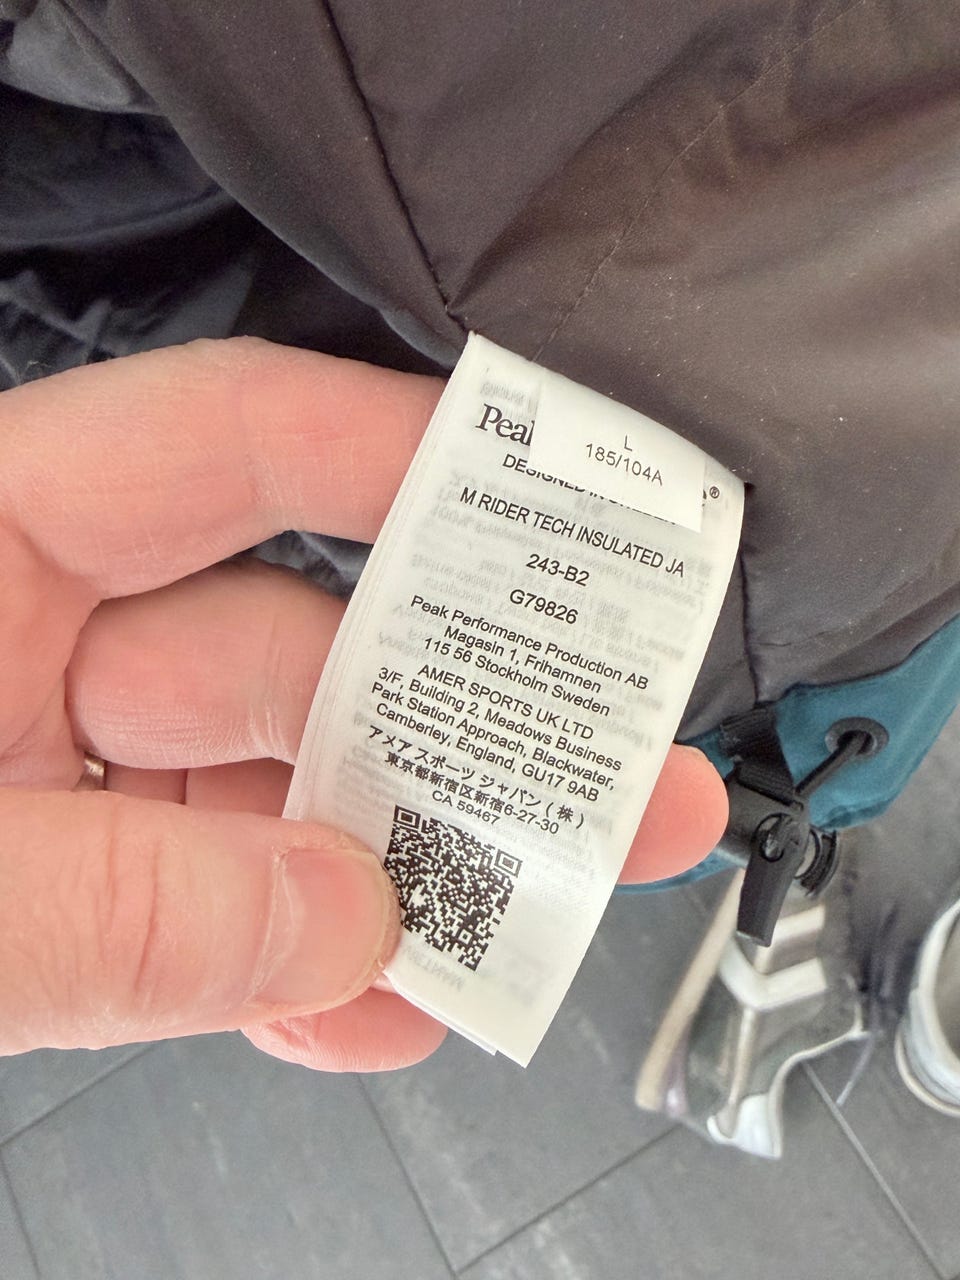 L
185/104A
Peak
DESIGNED IN
M RIDER TECH INSULATED JA
243-B2
G79826
Peak Performance Production AB
Magasin 1, Frihamnen
115 56 Stockholm Sweden
AMER SPORTS UK LTD
3/F, Building 2, Meadows Business
Park Station Approach, Blackwater,
Camberley, England, GU17 9AB
アメアスポーツ ジャパン ( 株 )
東京都新宿区新宿6-27-30
CA 59467